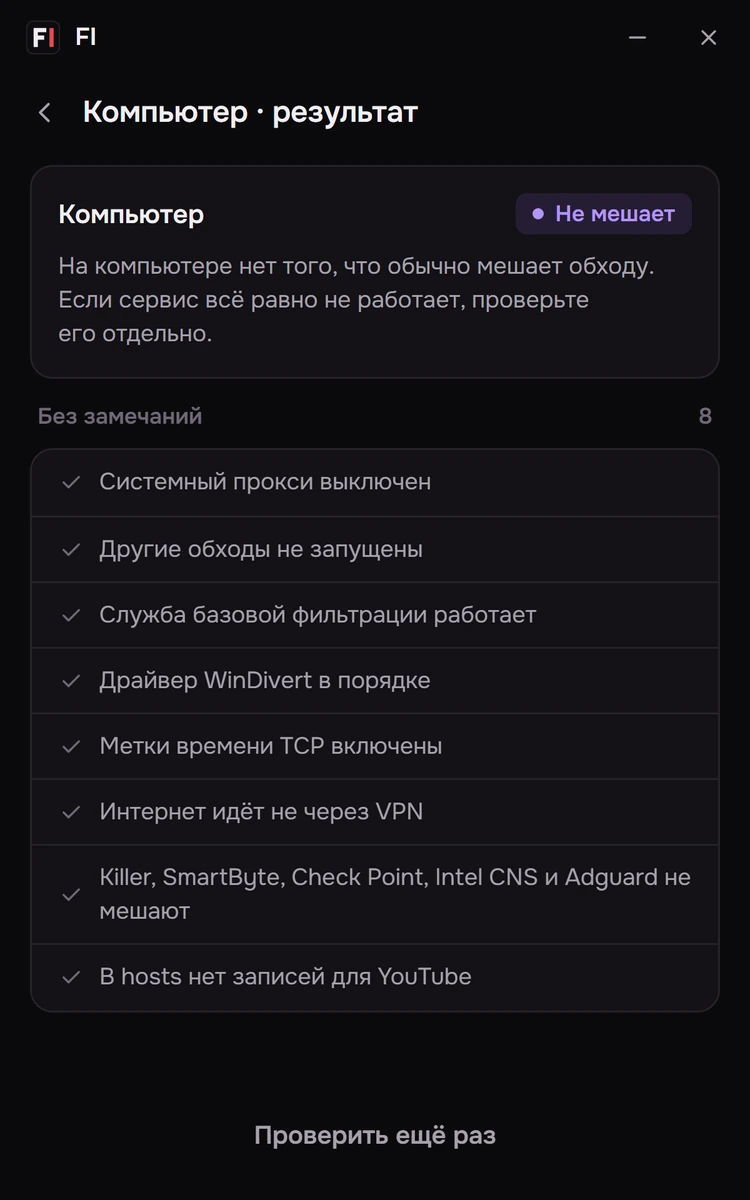 FI FI
Компьютер · результат
Компьютер
Не мешает
На компьютере нет того, что обычно мешает обходу.
Если сервис всё равно не работает, проверьте
его отдельно.
Без замечаний 8
Системный прокси выключен
Другие обходы не запущены
Служба базовой фильтрации работает
Драйвер WinDivert в порядке
Метки времени TCP включены
Интернет идёт не через VPN
Killer, SmartByte, Check Point, Intel CNS и Adguard не
мешают
В hosts нет записей для YouTube
Проверить ещё раз